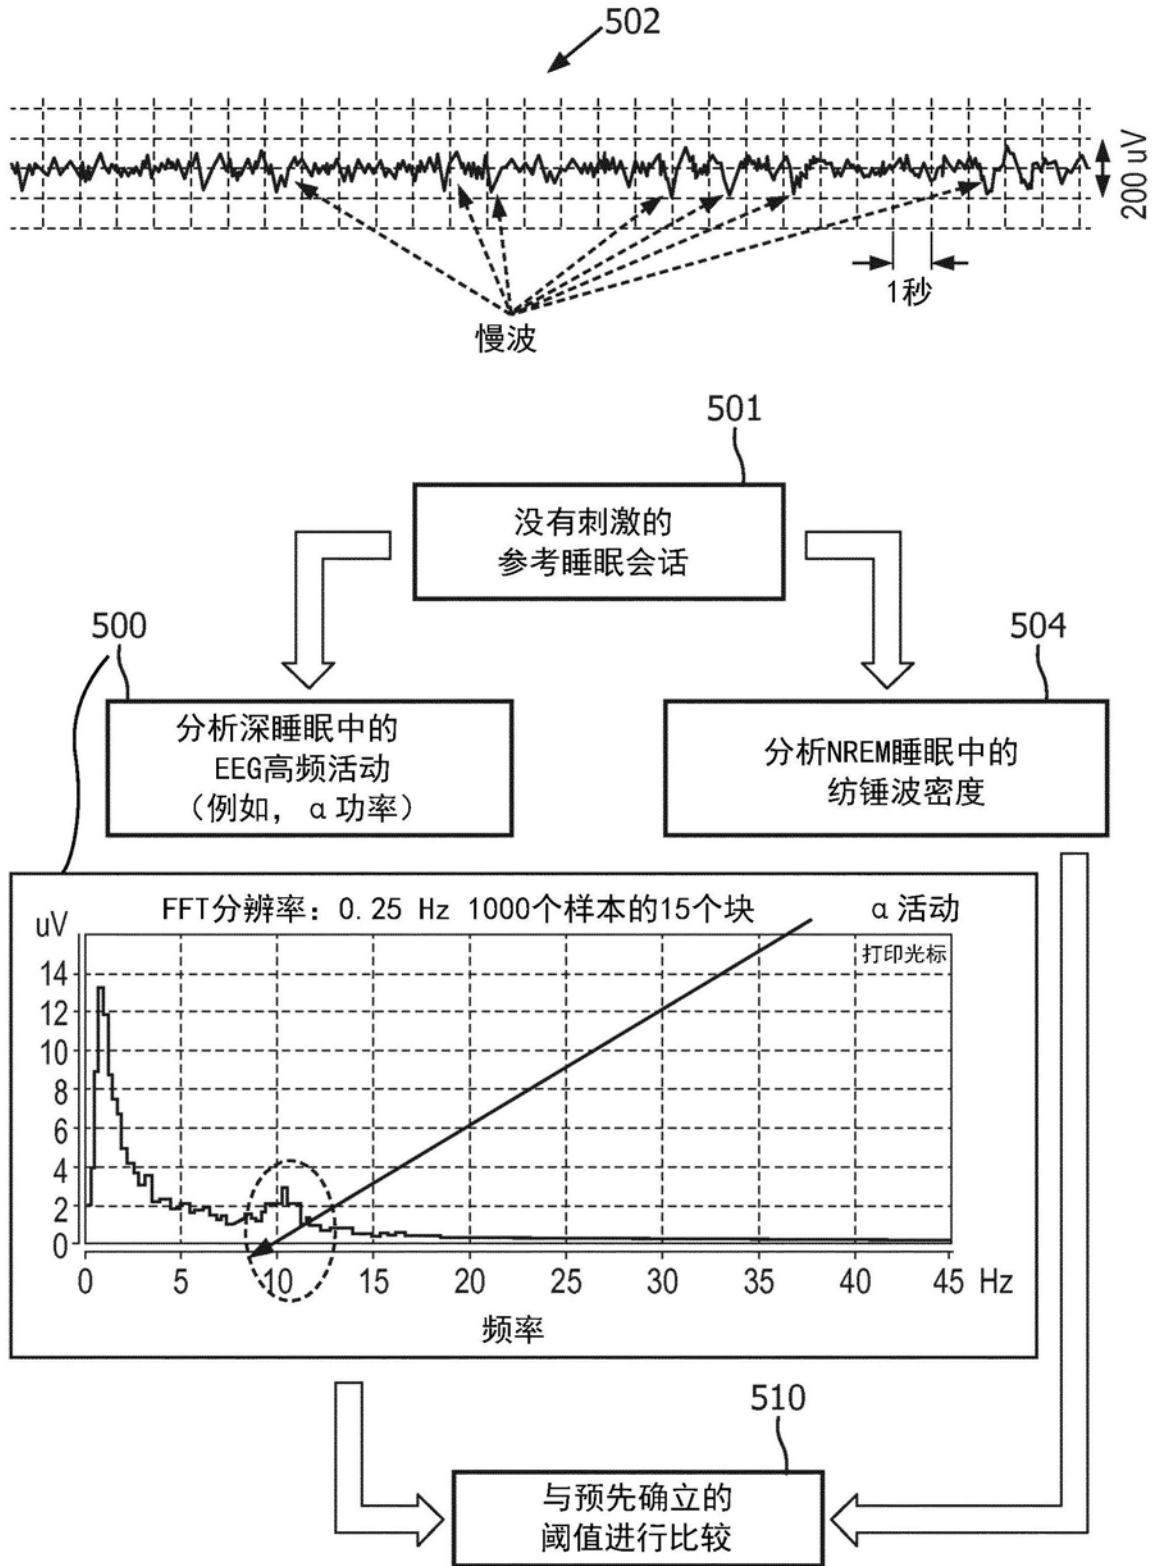 502
200 uV
1秒
慢波
501
没有刺激的
参考睡眠会话
500
504
分析深睡眠中的
EEG高频活动
（例如，α功率）
分析NREM睡眠中的
纺锤波密度
FFT分辨率：0.25 Hz 1000个样本的15个块
α活动
uV
打印光标
14
12
10
8
6
4
2
0
0 5 10 15 20 25 30 35 40 45 Hz
频率
510
与预先确立的
阈值进行比较